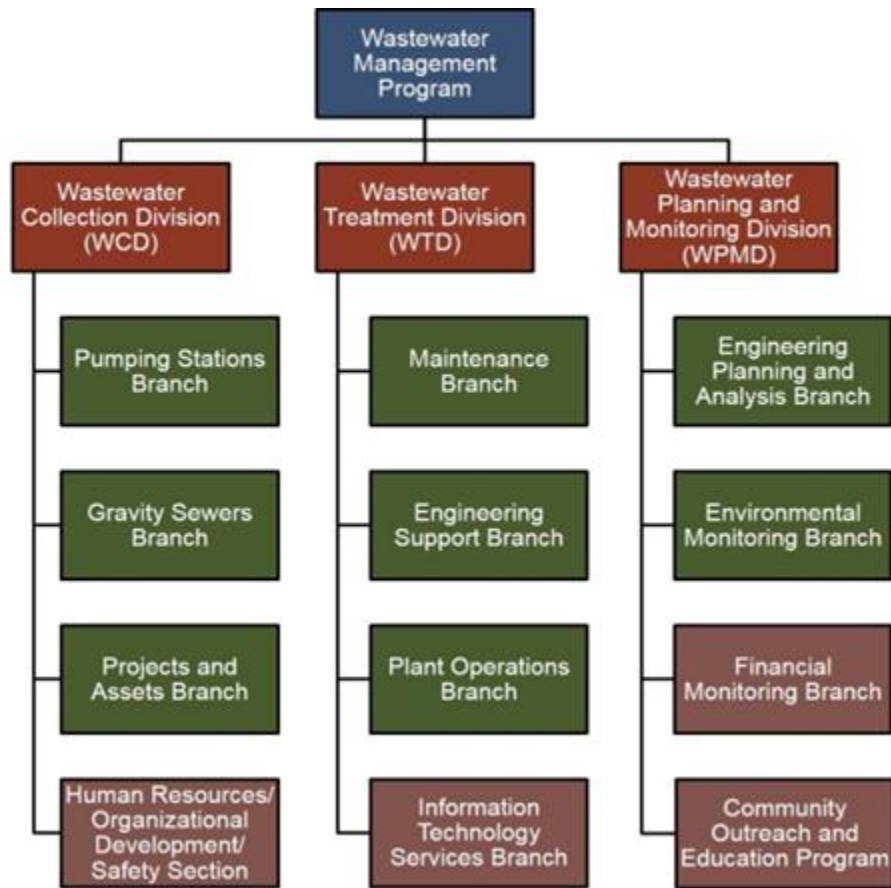 Wastewater
Management
Program
Wastewater
Collection Division
(WCD)
Wastewater
Treatment Division
(WTD)
Wastewater
Planning and
Monitoring Division
(WPMD)
Pumping Stations
Branch
Maintenance
Branch
Engineering
Planning and
Analysis Branch
Gravity Sewers
Branch
Engineering
Support Branch
Environmental
Monitoring Branch
Projects and
Assets Branch
Plant Operations
Branch
Financial
Monitoring Branch
Human Resources/
Organizational
Development/
Safety Section
Information
Technology
Services Branch
Community
Outreach and
Education Program